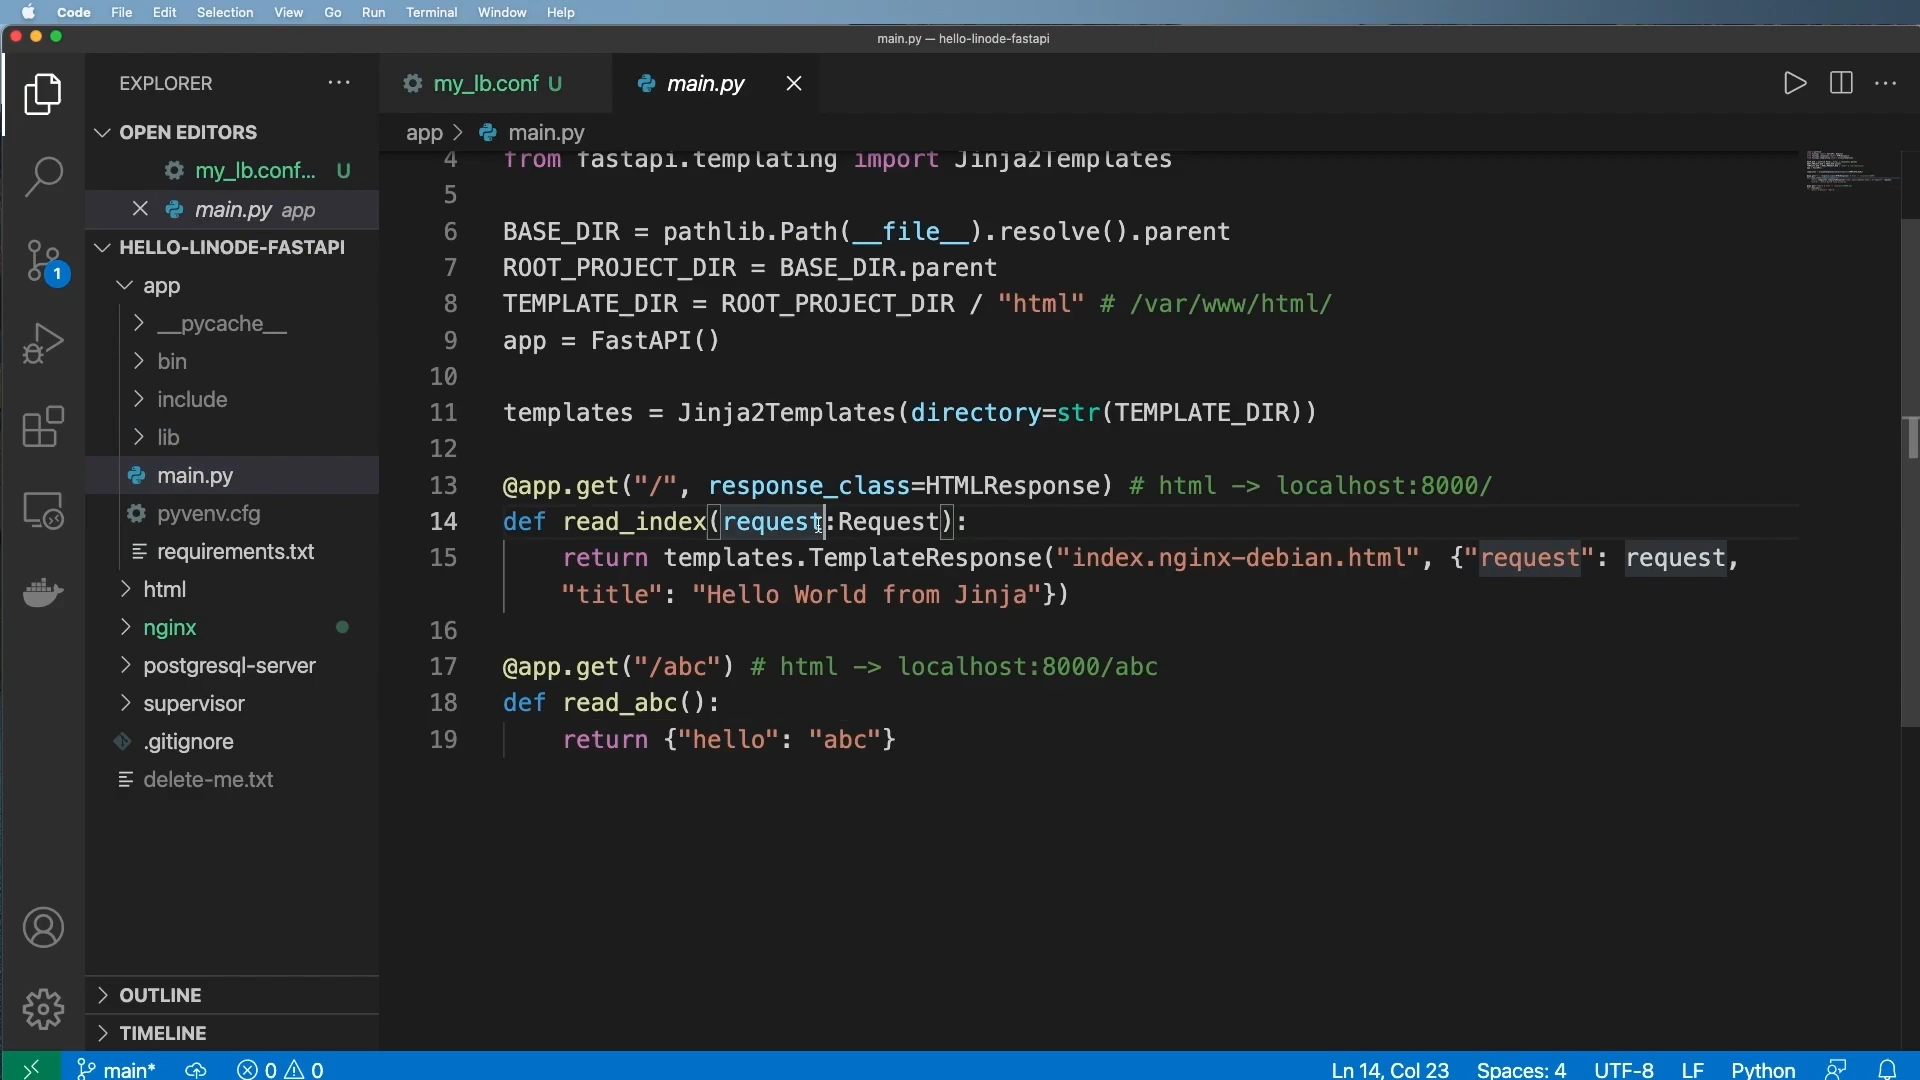 Code File Edit Selection View Go Run Terminal Window Help
main.py — hello-linode-fastapi
EXPLORER
OPEN EDITORS
my_lb.conf... U
main.py app
HELLO-LINODE-FASTAPI
app
__pycache__
bin
include
lib
main.py
pyvenv.cfg
requirements.txt
html
nginx
postgresql-server
supervisor
.gitignore
delete-me.txt
OUTLINE
TIMELINE
1
my_lb.conf U
main.py
app > main.py
4 from fastapi.templating import Jinja2Templates
5
6 BASE_DIR = pathlib.Path(__file__).resolve().parent
7 ROOT_PROJECT_DIR = BASE_DIR.parent
8 TEMPLATE_DIR = ROOT_PROJECT_DIR / "html" # /var/www/html/
9 app = FastAPI()
10
11 templates = Jinja2Templates(directory=str(TEMPLATE_DIR))
12
13 @app.get("/", response_class=HTMLResponse) # html -> localhost:8000/
14 def read_index(request:Request):
15 return templates.TemplateResponse("index.nginx-debian.html", {"request": request,
"title": "Hello World from Jinja"})
16
17 @app.get("/abc") # html -> localhost:8000/abc
18 def read_abc():
19 return {"hello": "abc"}
main* 0 0 Ln 14, Col 23 Spaces: 4 UTF-8 LF Python